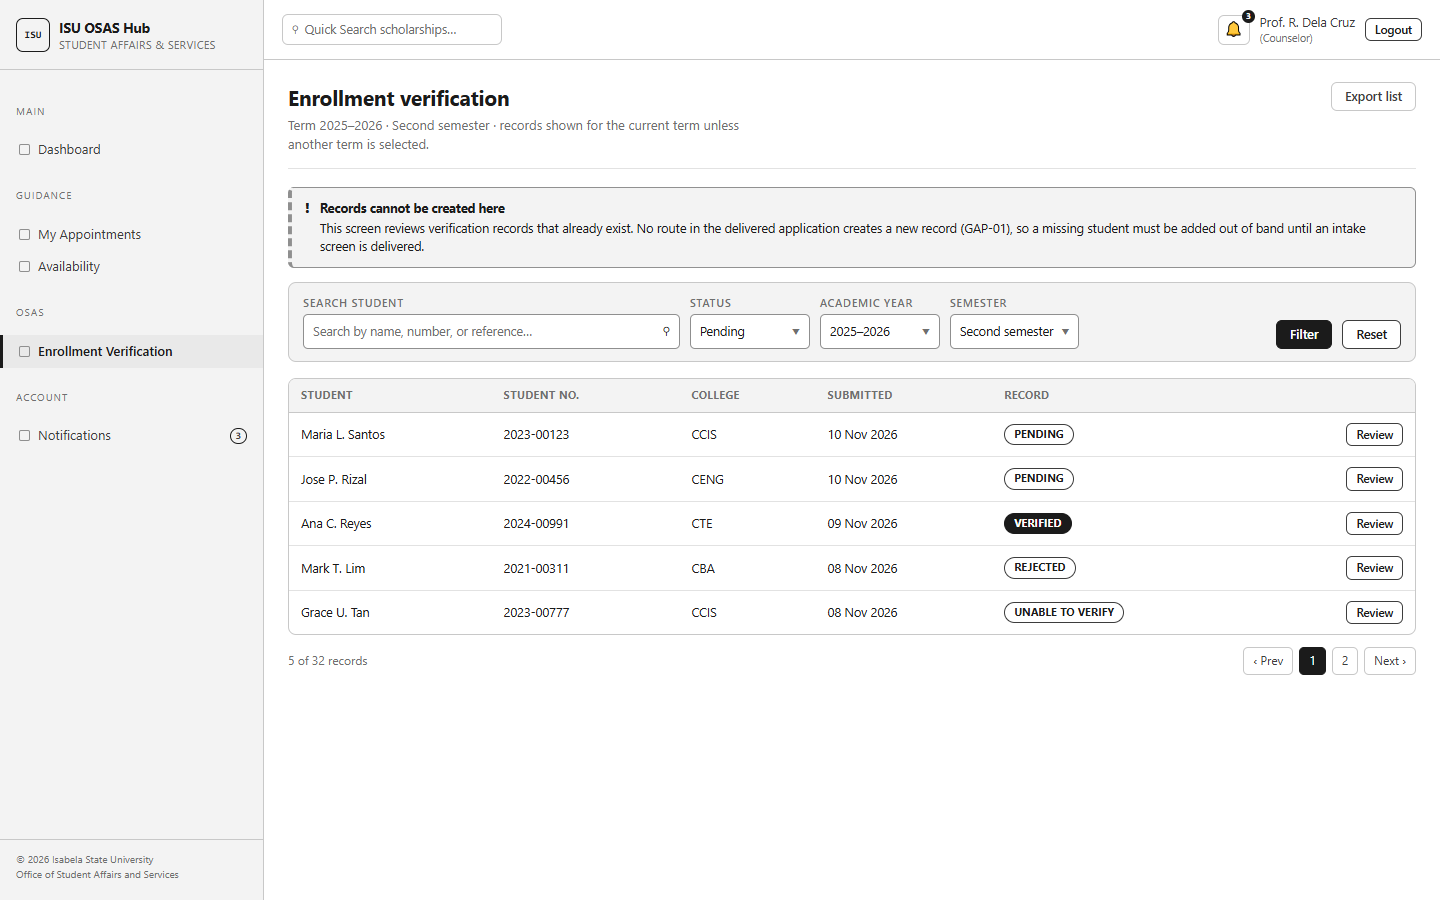 ISU
ISU OSAS Hub
STUDENT AFFAIRS & SERVICES
MAIN
Dashboard
GUIDANCE
My Appointments
Availability
OSAS
Enrollment Verification
ACCOUNT
Notifications 3
© 2026 Isabela State University
Office of Student Affairs and Services
Quick Search scholarships...
3
Prof. R. Dela Cruz
(Counselor)
Logout
Enrollment verification
Export list
Term 2025–2026 · Second semester · records shown for the current term unless
another term is selected.
! Records cannot be created here
This screen reviews verification records that already exist. No route in the delivered application creates a new record (GAP-01), so a missing student must be added out of band until an intake
screen is delivered.
SEARCH STUDENT STATUS ACADEMIC YEAR SEMESTER
Search by name, number, or reference... Pending 2025–2026 Second semester Filter Reset
STUDENT STUDENT NO. COLLEGE SUBMITTED RECORD
Maria L. Santos 2023-00123 CCIS 10 Nov 2026 PENDING Review
Jose P. Rizal 2022-00456 CENG 10 Nov 2026 PENDING Review
Ana C. Reyes 2024-00991 CTE 09 Nov 2026 VERIFIED Review
Mark T. Lim 2021-00311 CBA 08 Nov 2026 REJECTED Review
Grace U. Tan 2023-00777 CCIS 08 Nov 2026 UNABLE TO VERIFY Review
5 of 32 records ‹ Prev 1 2 Next ›